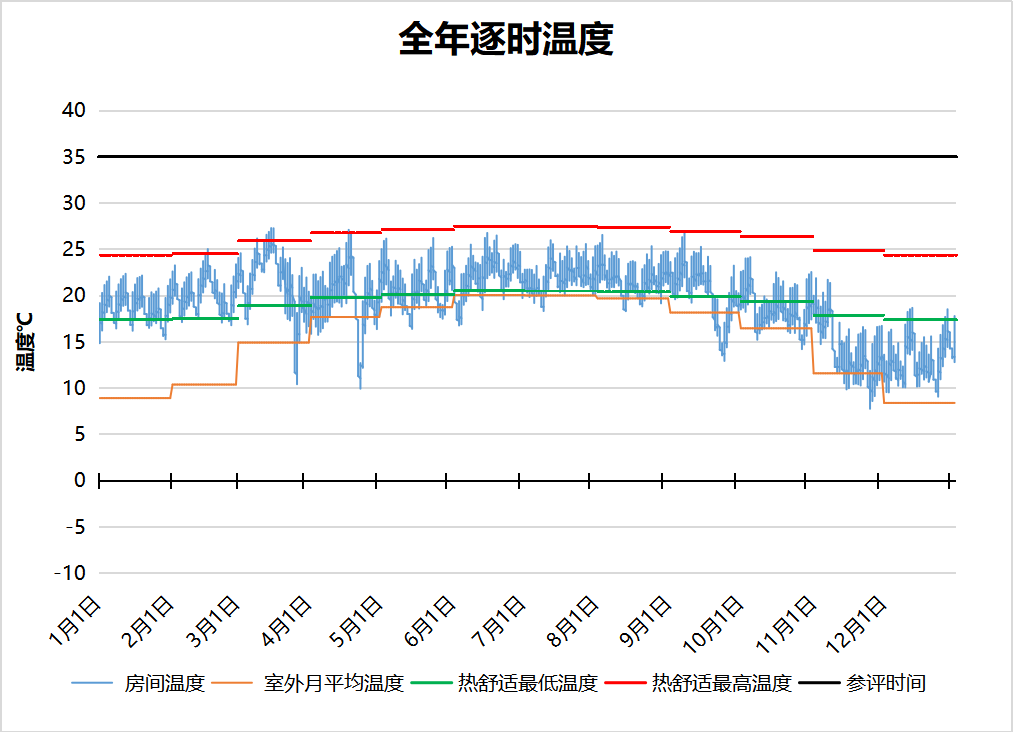 全年逐时温度
40
35
30
25
20
15
10
5
0
-5
-10
温度℃
1月1日
2月1日
3月1日
4月1日
5月1日
6月1日
7月1日
8月1日
9月1日
10月1日
11月1日
12月1日
房间温度 室外月平均温度 热舒适最低温度 热舒适最高温度 参评时间